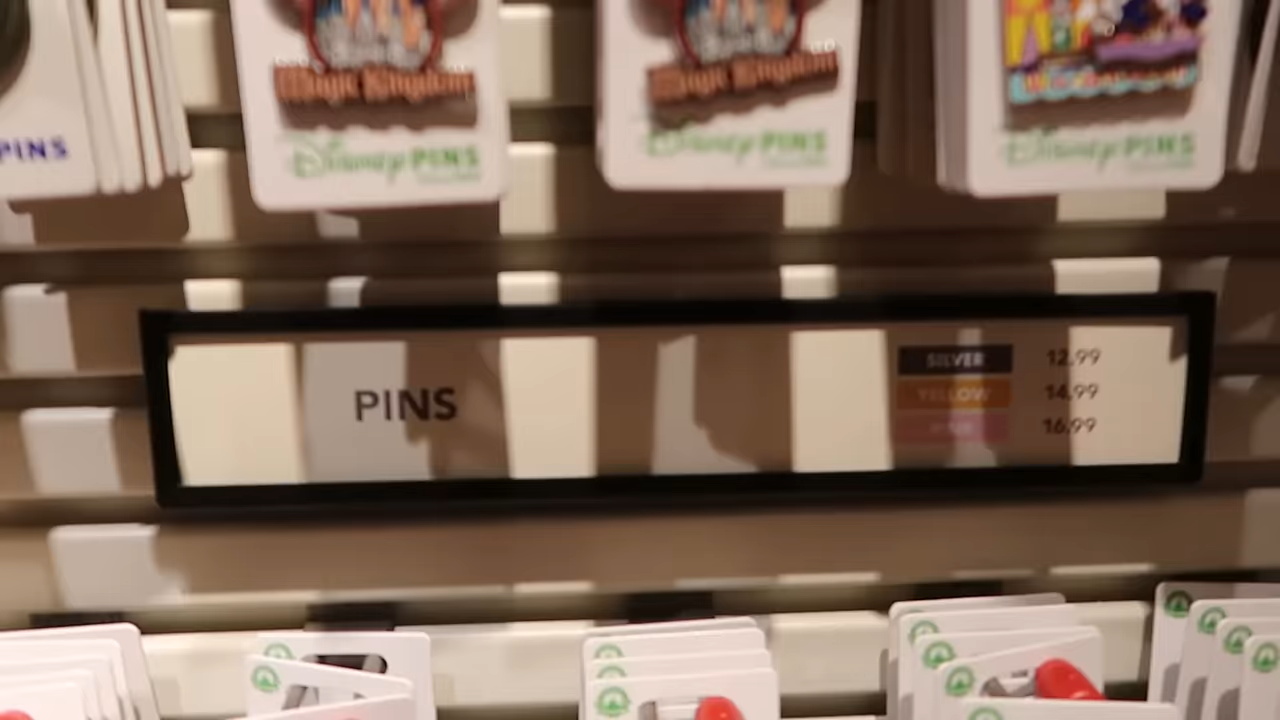 Magic Kingdom
Magic Kingdom
PINS
Disney PINS
Disney PINS
Disney PINS
PINS
SILVER 12.99
YELLOW 14.99
16.99